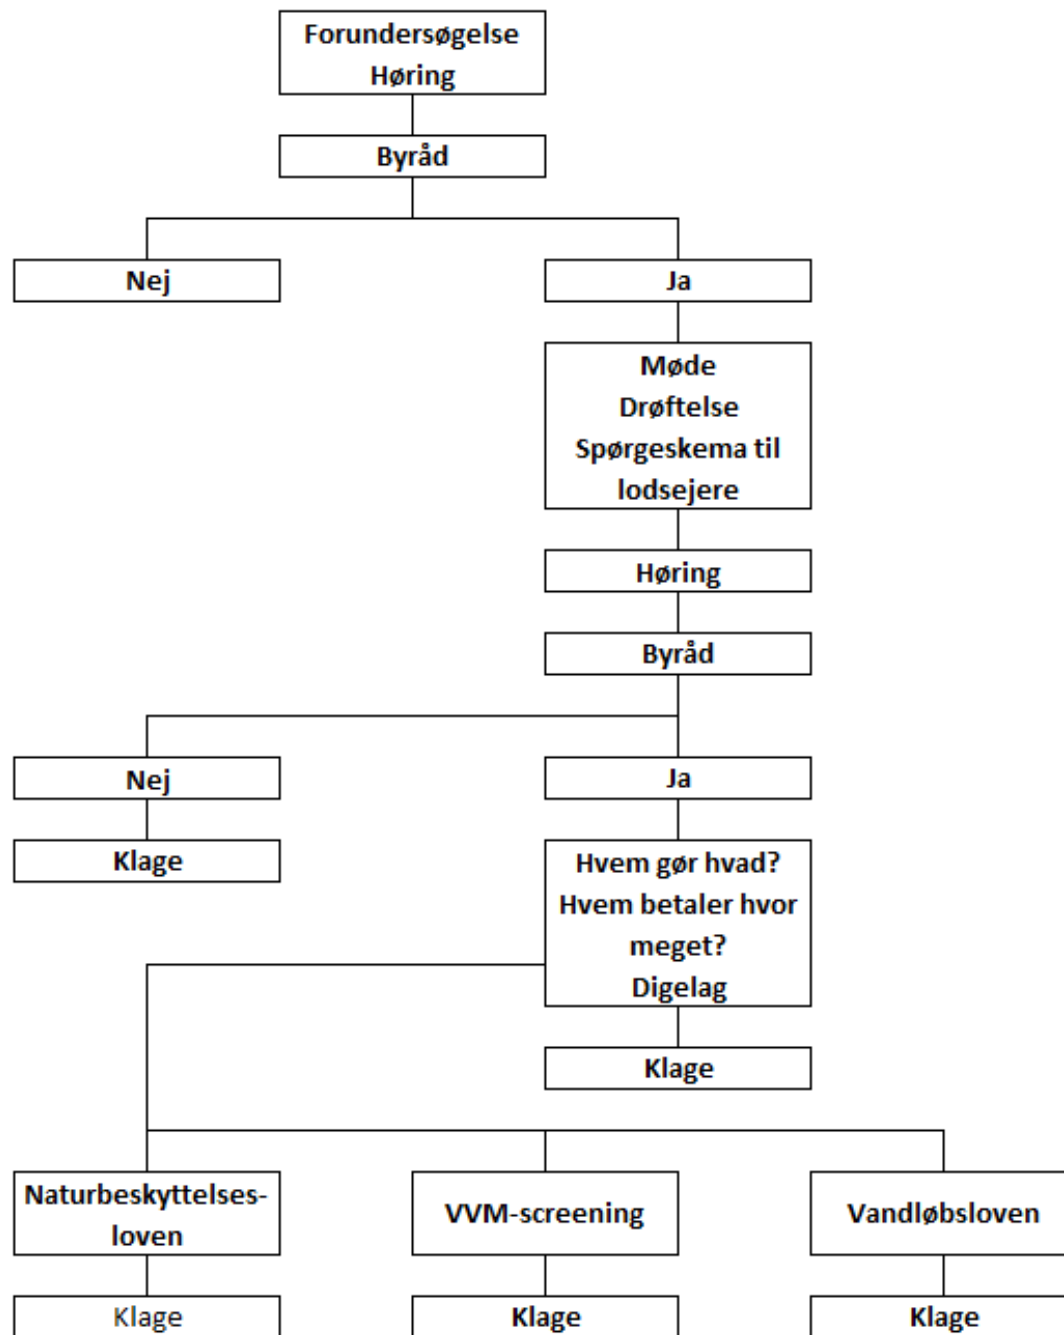 Forundersøgelse
Høring
Byråd
Nej
Ja
Møde
Drøftelse
Spørgeskema til
lodsejere
Høring
Byråd
Nej
Ja
Klage
Hvem gør hvad?
Hvem betaler hvor
meget?
Digelag
Klage
Naturbeskyttelses-
loven
VVM-screening
Vandløbsloven
Klage
Klage
Klage